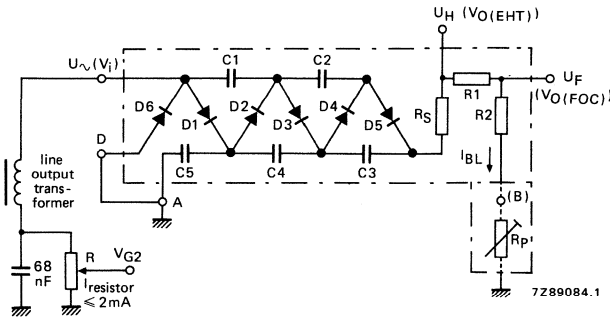 U_H (V_O(EHT))
U∼(V_i)
C1
C2
R1
U_F
(V_O(FOC))
D6
D1
D2
D3
D4
D5
R_S
R2
D
C5
C4
C3
I_BL
line
output
trans-
former
A
(B)
R_P
68
nF
R
V_G2
I_resistor
≤ 2mA
7Z89084.1